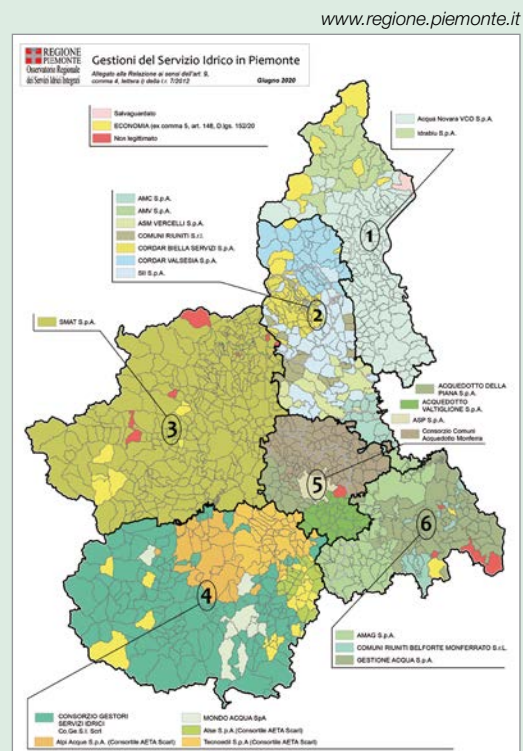 www.regione.piemonte.it
REGIONE
PIEMONTE
Osservatorio Regionale
dei Servizi Idrici Integrati
Gestioni del Servizio Idrico in Piemonte
Allegato alla Relazione ai sensi dell'art. 9,
comma 4, lettera i) della l.r. 7/2012
Giugno 2020
Salvaguardato
ECONOMIA (ex comma 5, art. 148, D.lgs. 152/20
Non legittimato
Acqua Novara VCO S.p.A.
Idrablu S.p.A.
AMC S.p.A.
AMV S.p.A.
ASM VERCELLI S.p.A.
COMUNI RIUNITI S.r.l.
CORDAR BIELLA SERVIZI S.p.A.
CORDAR VALSESIA S.p.A.
SII S.p.A.
1
2
SMAT S.p.A.
3
ACQUEDOTTO DELLA
PIANA S.p.A.
ACQUEDOTTO
VALTIGLIONE S.p.A.
ASP S.p.A.
Consorzio Comuni
Acquedotto Monferra
5
6
4
AMAG S.p.A.
COMUNI RIUNITI BELFORTE MONFERRATO S.r.L.
GESTIONE ACQUA S.p.A.
CONSORZIO GESTORI
SERVIZI IDRICI
Co.Ge.S.I. Scrl
Alpi Acque S.p.A. (Consortile AETA Scarl)
MONDO ACQUA SpA
Alse S.p.A (Consortile AETA Scarl)
Tecnoedil S.p.A (Consortile AETA Scarl)